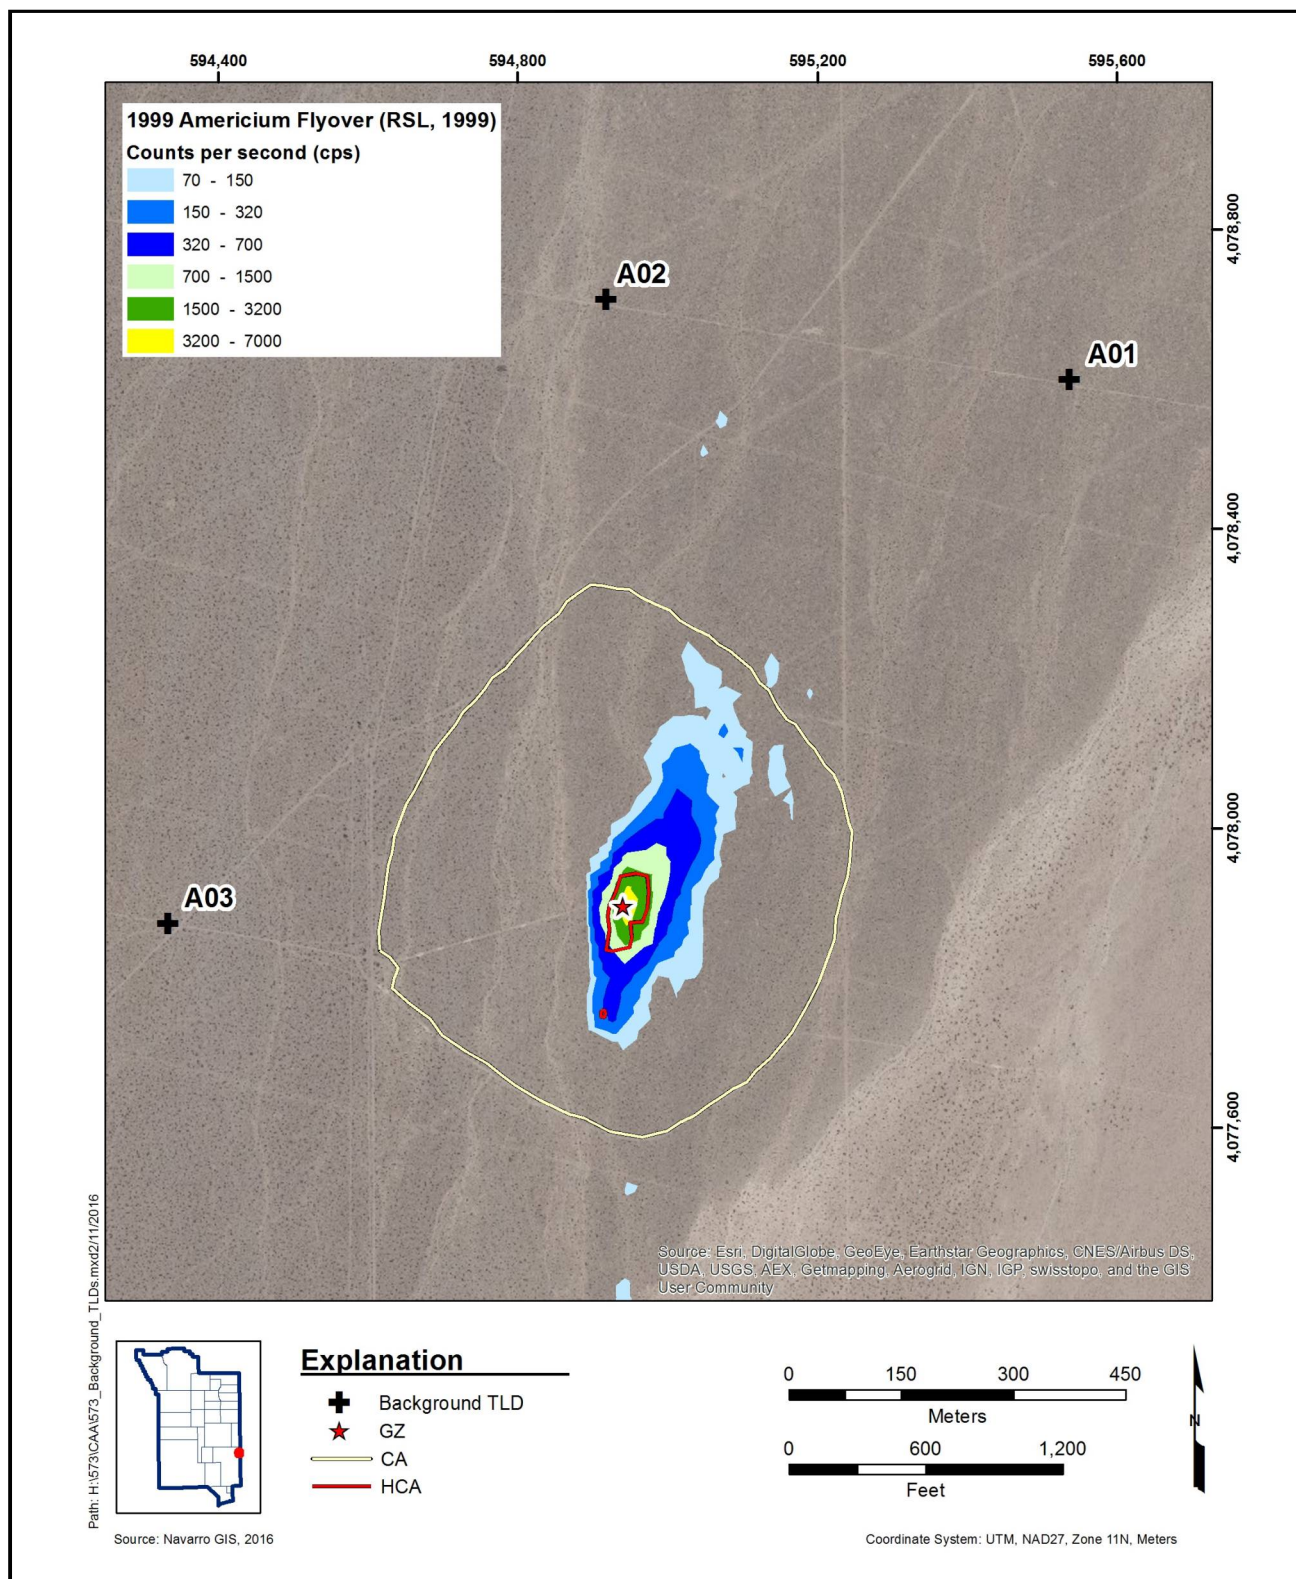 594,400 594,800 595,200 595,600
1999 Americium Flyover (RSL, 1999)
Counts per second (cps)
70 - 150
150 - 320
320 - 700
700 - 1500
1500 - 3200
3200 - 7000
4,078,800
A02
A01
4,078,400
4,078,000
A03
4,077,600
Source: Esri, DigitalGlobe, GeoEye, Earthstar Geographics, CNES/Airbus DS,
USDA, USGS, AEX, Getmapping, Aerogrid, IGN, IGP, swisstopo, and the GIS
User Community
Path: H:\573\CAA\573_Background_TLDs.mxd2/11/2016
Explanation
Background TLD
GZ
CA
HCA
0 150 300 450
Meters
0 600 1,200
Feet
N
Source: Navarro GIS, 2016
Coordinate System: UTM, NAD27, Zone 11N, Meters